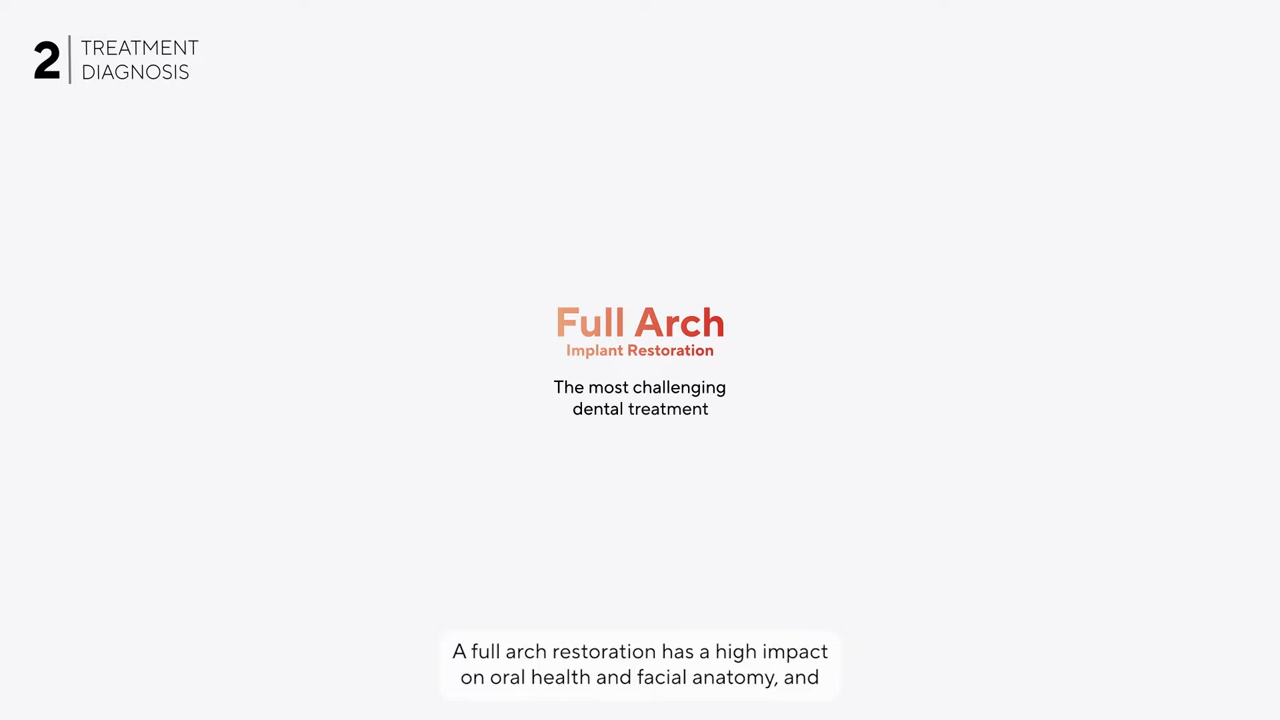 2
TREATMENT
DIAGNOSIS
Full Arch
Implant Restoration
The most challenging
dental treatment
A full arch restoration has a high impact
on oral health and facial anatomy, and